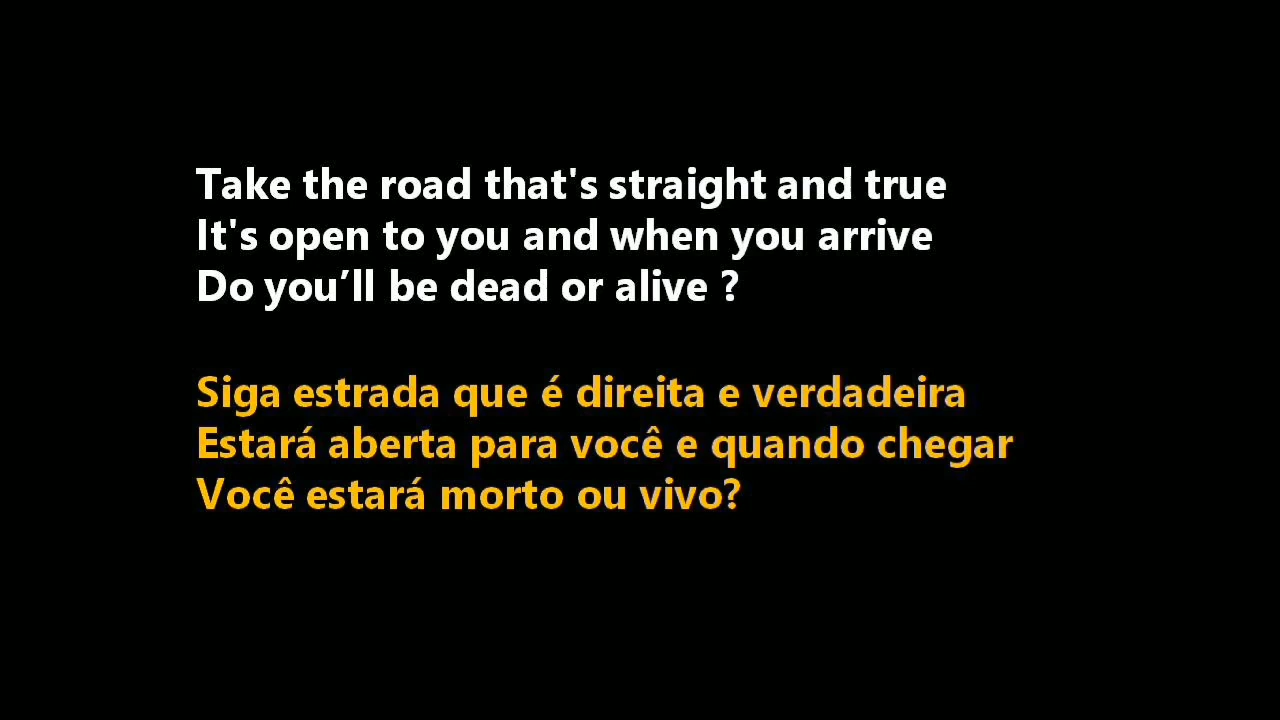 Take the road that's straight and true
It's open to you and when you arrive
Do you’ll be dead or alive ?
Siga estrada que é direita e verdadeira
Estará aberta para você e quando chegar
Você estará morto ou vivo?